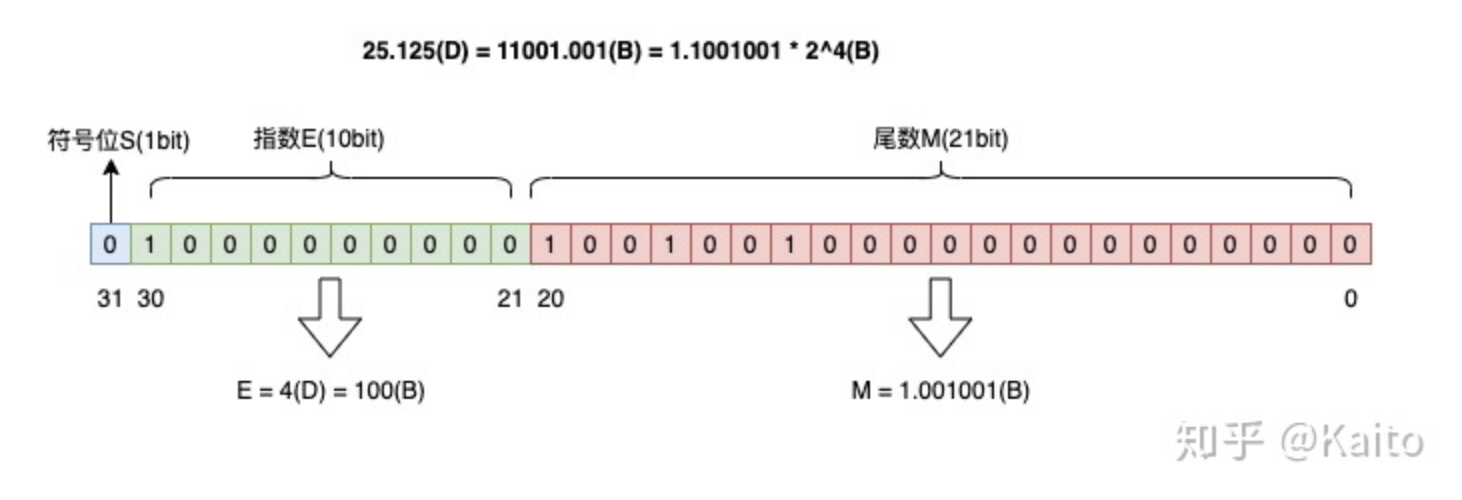 25.125(D) = 11001.001(B) = 1.1001001 * 2^4(B)
符号位S(1bit) 指数E(10bit) 尾数M(21bit)
0 1 0 0 0 0 0 0 0 0 0 1 0 0 1 0 0 1 0 0 0 0 0 0 0 0 0 0 0 0 0 0
31 30 21 20 0
E = 4(D) = 100(B) M = 1.001001(B)
知乎 @Kaito